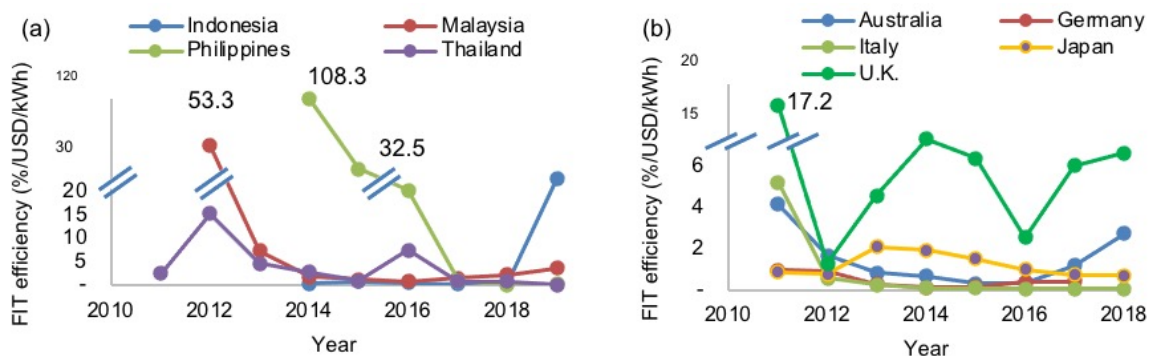 (a)
Indonesia Malaysia
Philippines Thailand
FIT efficiency (%/USD/kWh)
120
108.3
53.3
32.5
30
20
15
10
5
-
2010 2012 2014 2016 2018
Year
(b)
Australia Germany
Italy Japan
U.K.
FIT efficiency (%/USD/kWh)
20
17.2
15
6
4
2
-
2010 2012 2014 2016 2018
Year